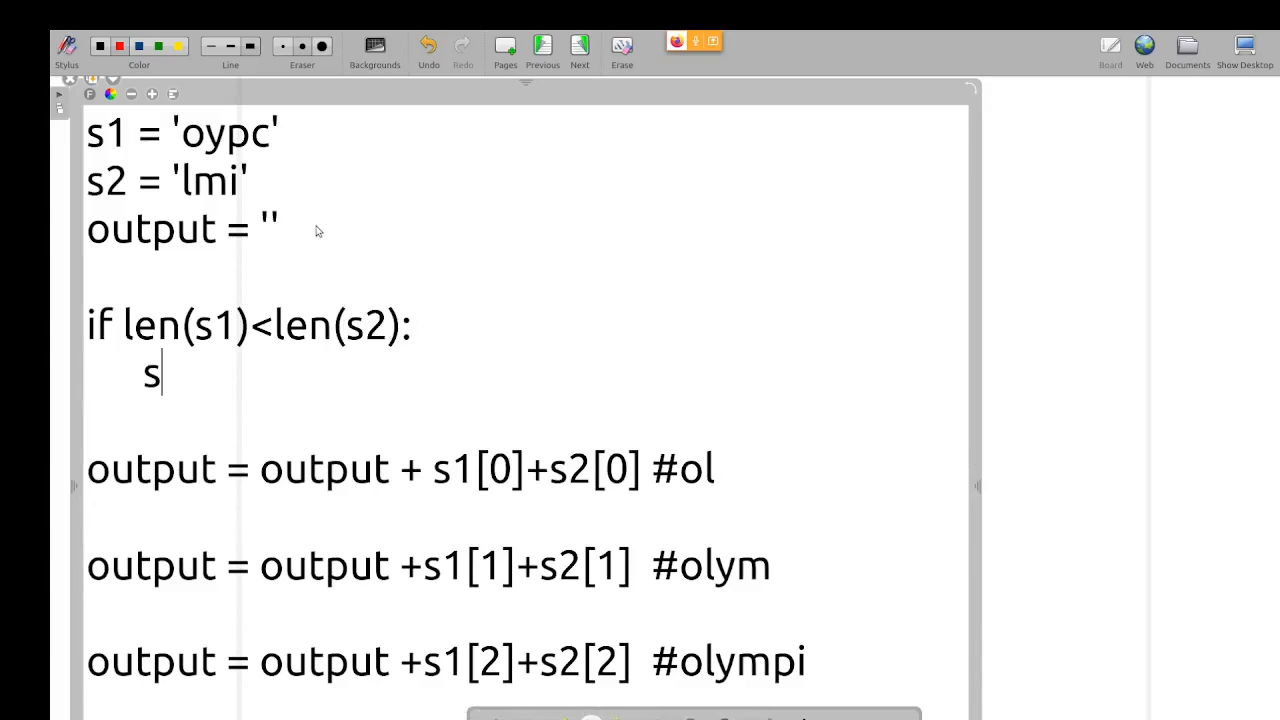 Stylus Color Line Eraser Backgrounds Undo Redo Pages Previous Next Erase Board Web Documents Show Desktop
s1 = 'oypc'
s2 = 'lmi'
output = ''
if len(s1)<len(s2):
s
output = output + s1[0]+s2[0] #ol
output = output +s1[1]+s2[1] #olym
output = output +s1[2]+s2[2] #olympi